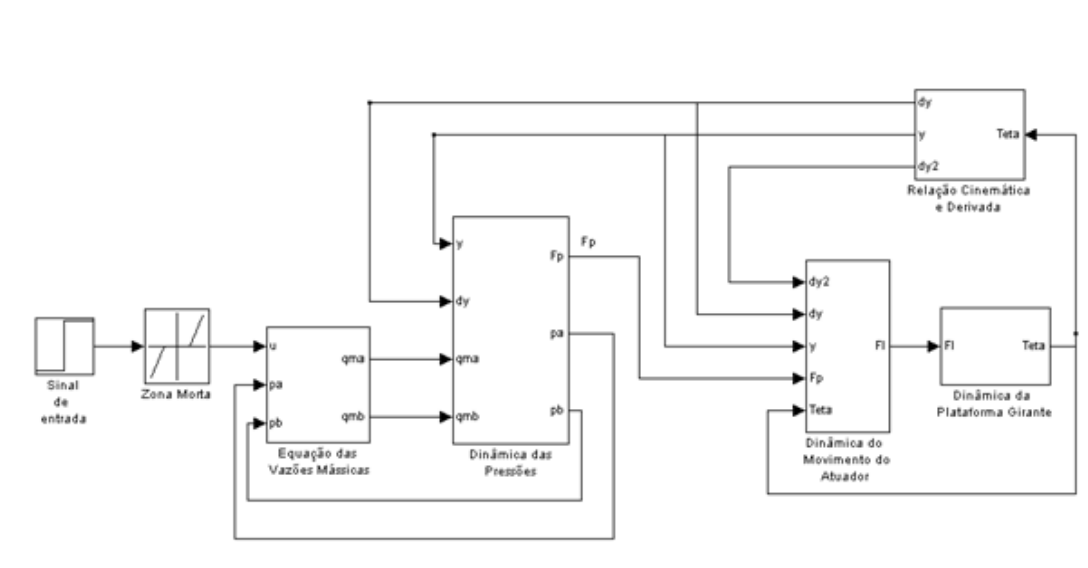 dy
y
dy2
Teta
Relação Cinemática
e Derivada
y
dy
qma
qmb
Fp
pa
pb
Fp
Dinâmica das
Pressões
dy2
dy
y
Fp
Teta
Fl
Dinâmica do
Movimento do
Atuador
Fl
Teta
Dinâmica da
Plataforma Girante
Sinal
de
entrada
Zona Morta
u
pa
pb
qma
qmb
Equação das
Vazões Mássicas